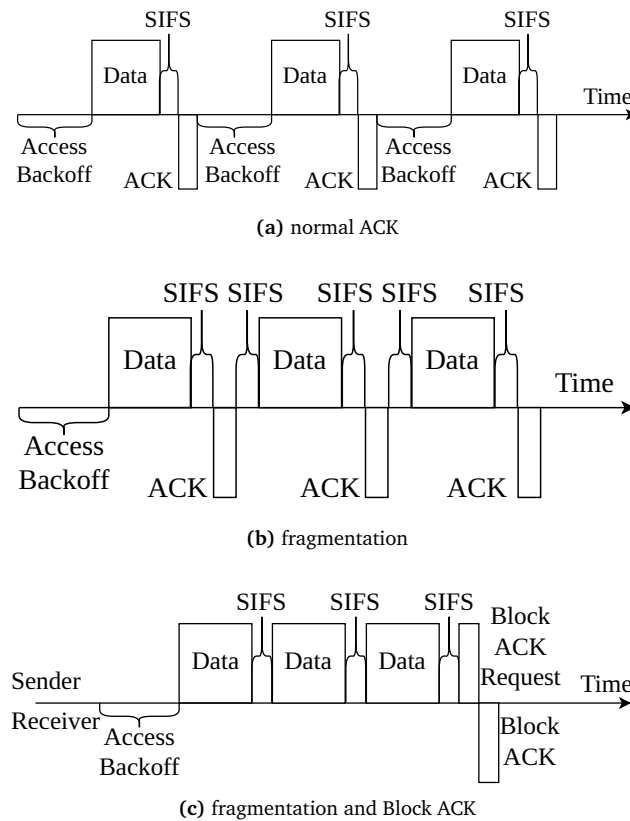 SIFS SIFS SIFS
Data Data Data
Time
Access Access Access
Backoff ACK Backoff ACK Backoff ACK
(a) normal ACK
SIFS SIFS SIFS SIFS SIFS
Data Data Data
Time
Access
Backoff ACK ACK ACK
(b) fragmentation
SIFS SIFS SIFS
Block
ACK
Request
Data Data Data
Sender
Time
Receiver
Access
Backoff
Block
ACK
(c) fragmentation and Block ACK